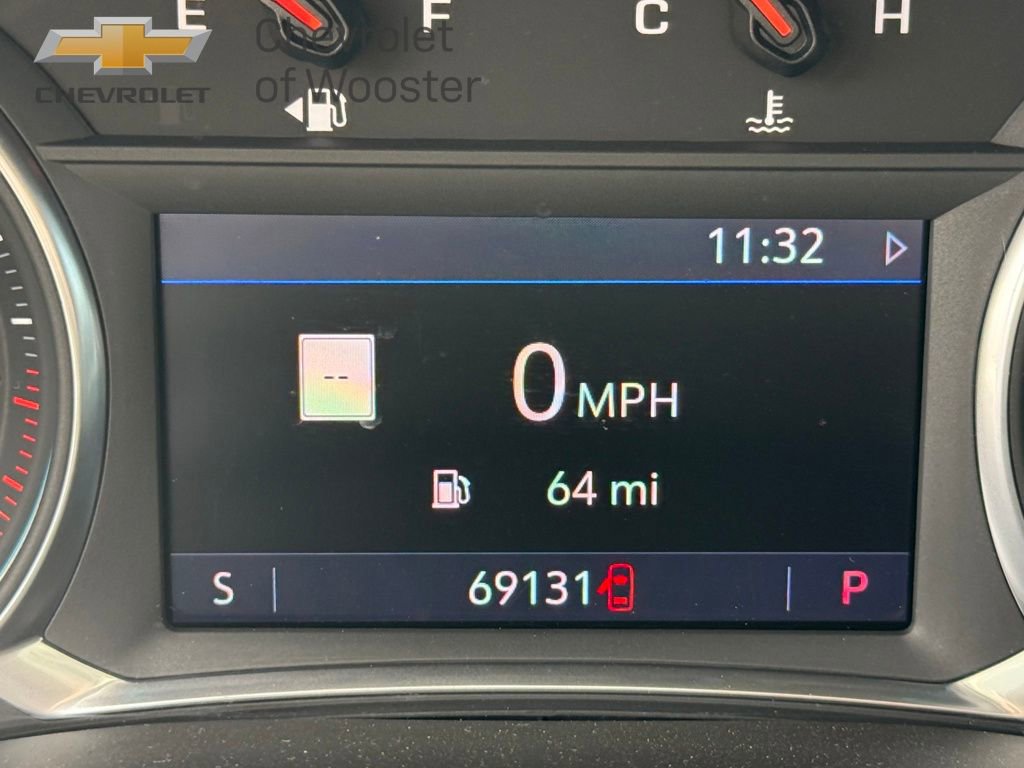 E F C H
CHEVROLET
Chevrolet
of Wooster
11:32
--
0 MPH
64 mi
S 69131 P